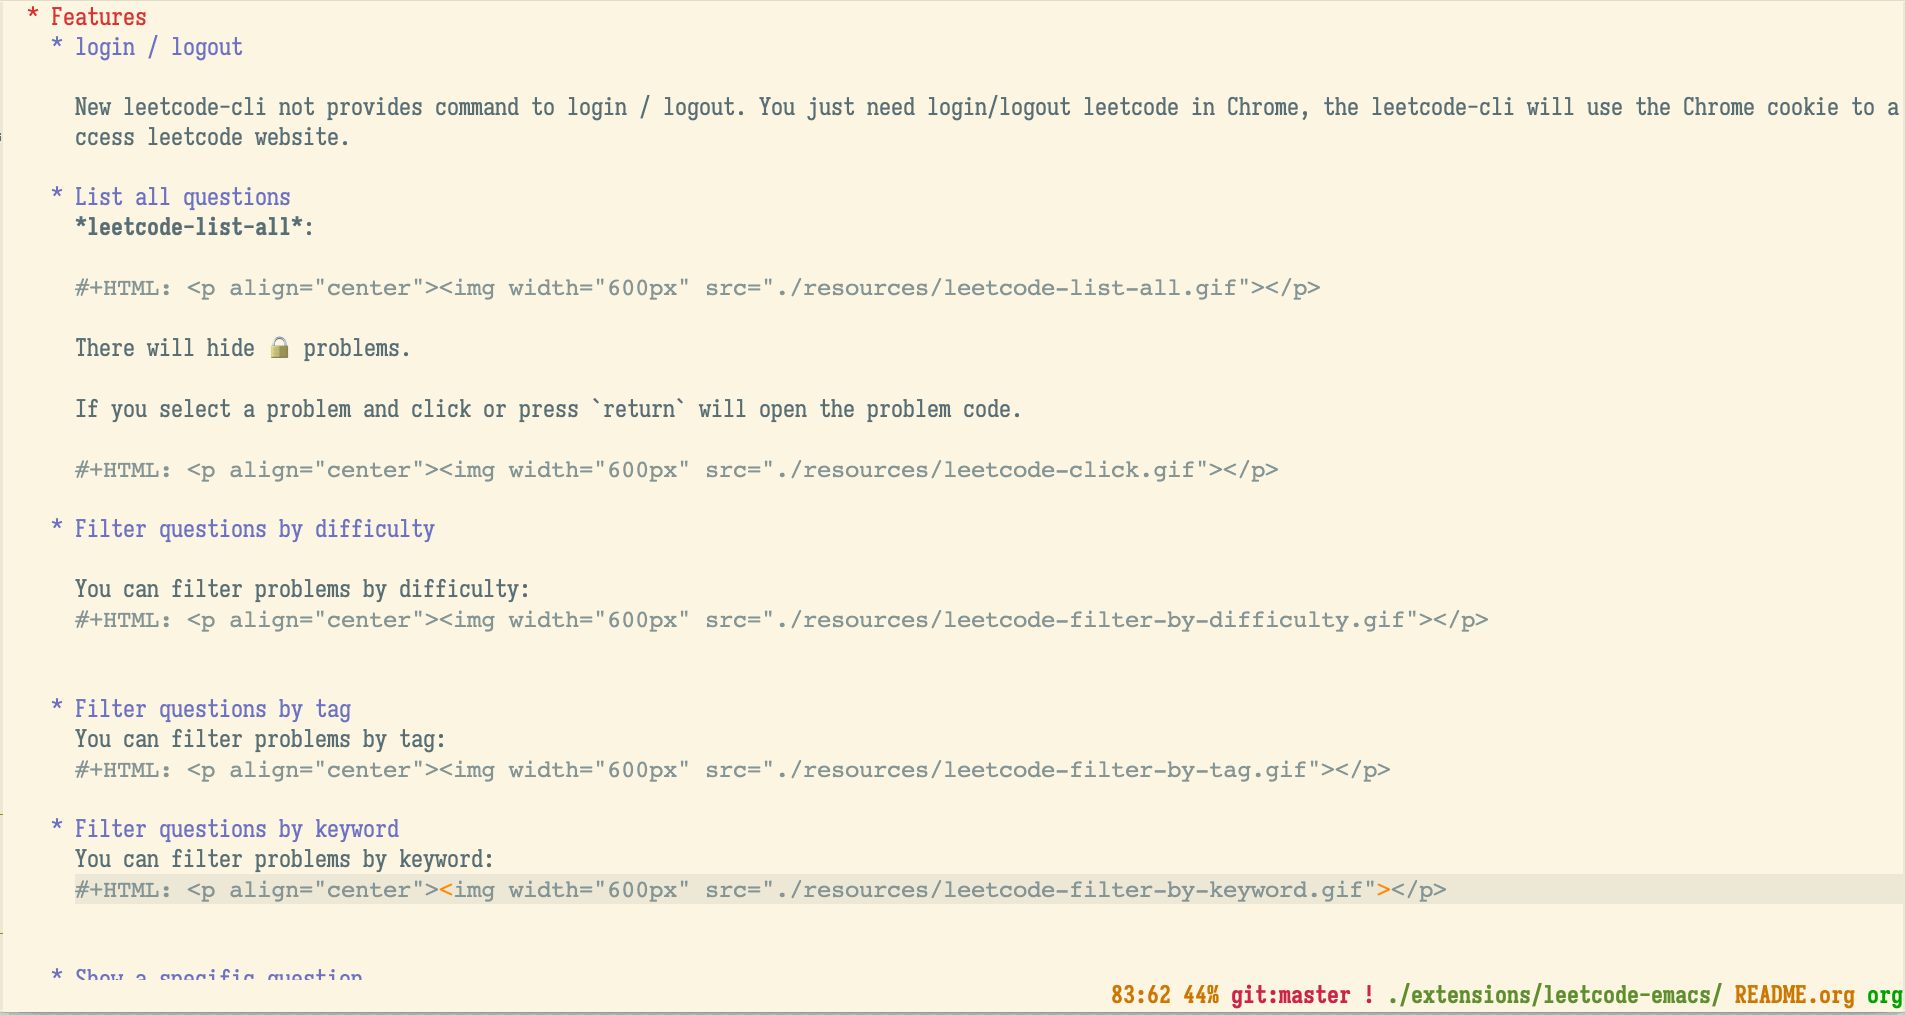 * Features
* login / logout
New leetcode-cli not provides command to login / logout. You just need login/logout leetcode in Chrome, the leetcode-cli will use the Chrome cookie to a
ccess leetcode website.
* List all questions
*leetcode-list-all*:
#+HTML: <p align="center"><img width="600px" src="./resources/leetcode-list-all.gif"></p>
There will hide 🔒 problems.
If you select a problem and click or press `return` will open the problem code.
#+HTML: <p align="center"><img width="600px" src="./resources/leetcode-click.gif"></p>
* Filter questions by difficulty
You can filter problems by difficulty:
#+HTML: <p align="center"><img width="600px" src="./resources/leetcode-filter-by-difficulty.gif"></p>
* Filter questions by tag
You can filter problems by tag:
#+HTML: <p align="center"><img width="600px" src="./resources/leetcode-filter-by-tag.gif"></p>
* Filter questions by keyword
You can filter problems by keyword:
#+HTML: <p align="center"><img width="600px" src="./resources/leetcode-filter-by-keyword.gif"></p>
* Show a specific question
83:62 44% git:master ! ./extensions/leetcode-emacs/ README.org org